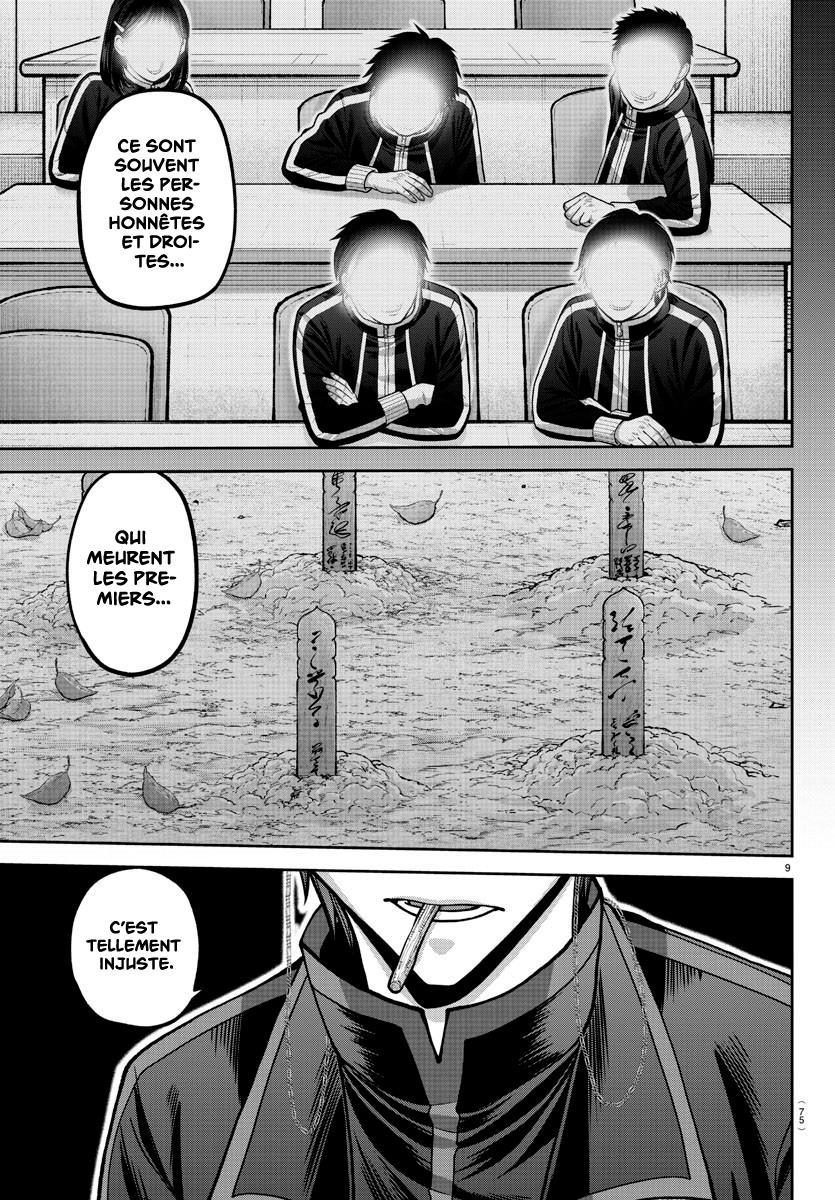 CE SONT
SOUVENT
LES PER-
SONNES
HONNÊTES
ET DROI-
TES...
QUI
MEURENT
LES PRE-
MIERS...
9
C'EST
TELLEMENT
INJUSTE.
(75)